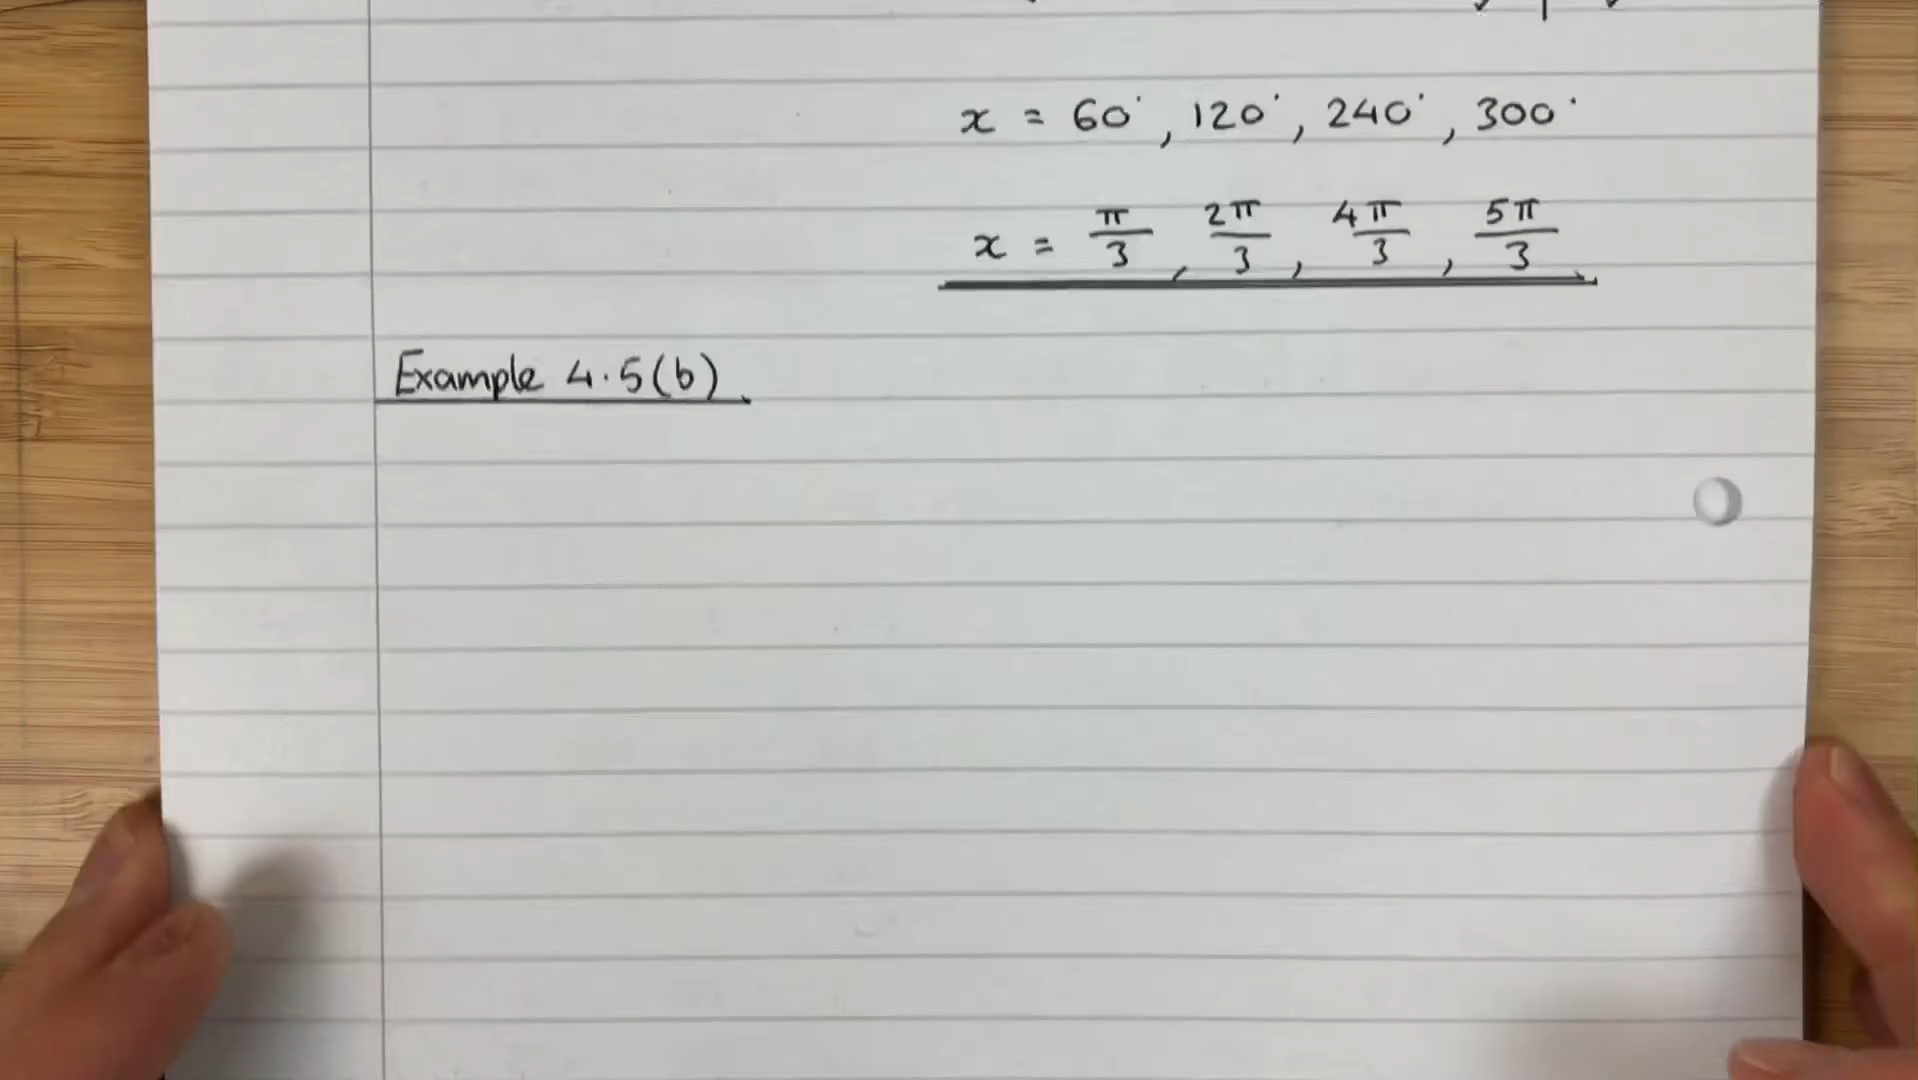 x = 60°, 120°, 240°, 300°
x = π/3, 2π/3, 4π/3, 5π/3
Example 4.5(b)